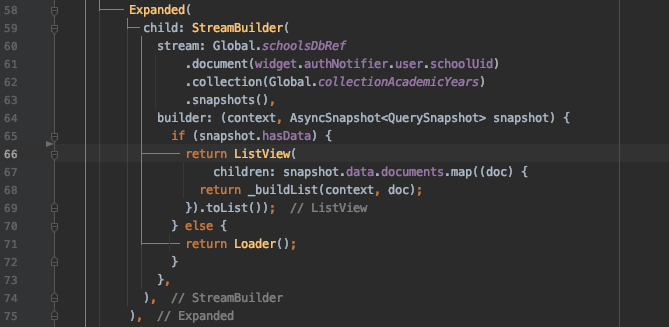 58 Expanded(
59 child: StreamBuilder(
60 stream: Global.schoolsDbRef
61 .document(widget.authNotifier.user.schoolUid)
62 .collection(Global.collectionAcademicYears)
63 .snapshots(),
64 builder: (context, AsyncSnapshot<QuerySnapshot> snapshot) {
65 if (snapshot.hasData) {
66 return ListView(
67 children: snapshot.data.documents.map((doc) {
68 return _buildList(context, doc);
69 }).toList()); // ListView
70 } else {
71 return Loader();
72 }
73 },
74 ), // StreamBuilder
75 ), // Expanded